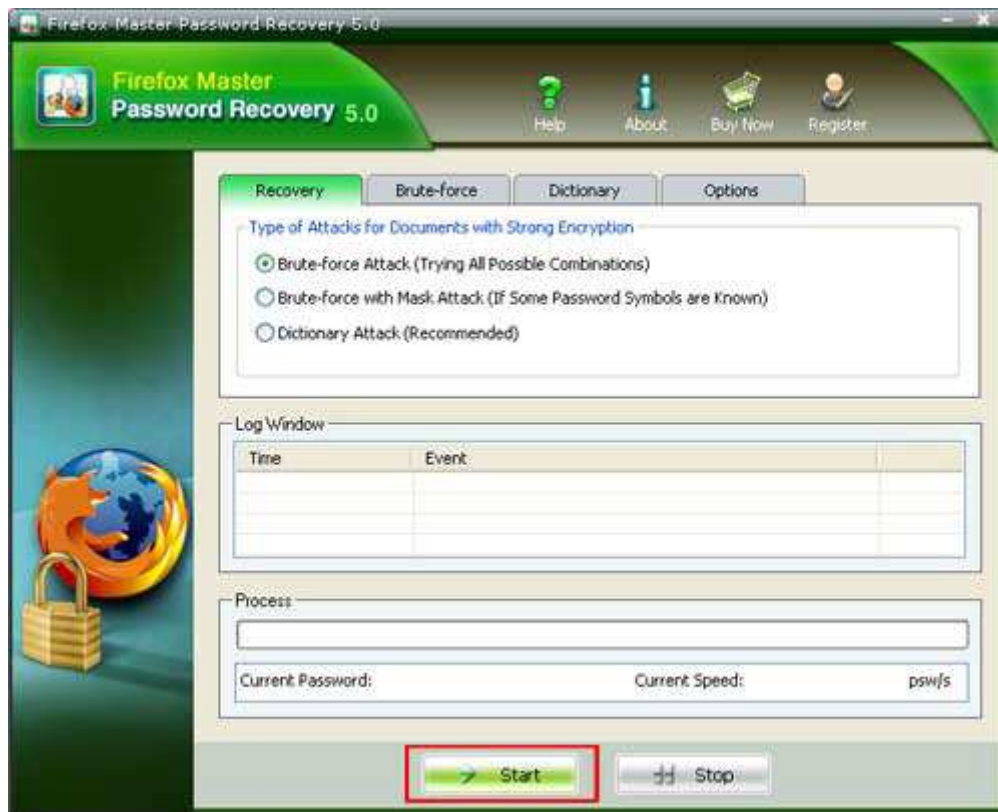 Firefox Master Password Recovery 5.0
Firefox Master
Password Recovery 5.0
Help About Buy Now Register
Recovery Brute-force Dictionary Options
Type of Attacks for Documents with Strong Encryption
Brute-force Attack (Trying All Possible Combinations)
Brute-force with Mask Attack (If Some Password Symbols are Known)
Dictionary Attack (Recommended)
Log Window
Time Event
Process
Current Password: Current Speed: psw/s
Start Stop